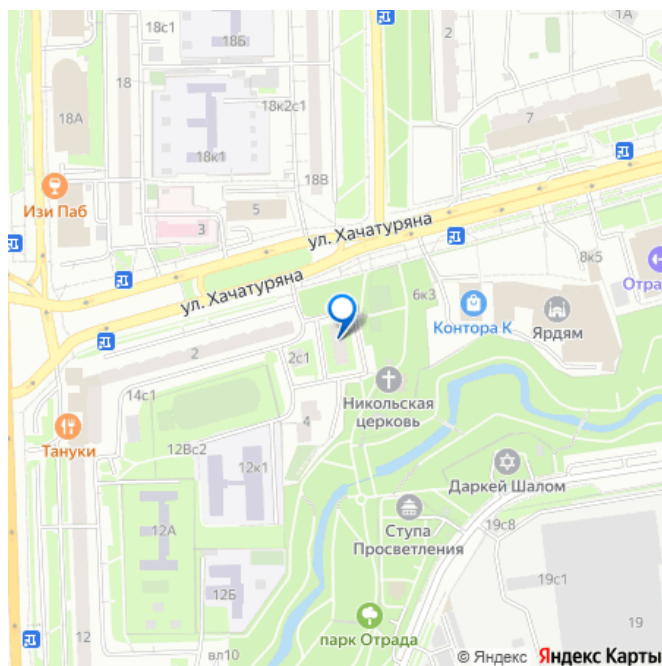 1А
18с1
18Б
18
18А
18к2с1
7
18к1
18В
Изи Паб
5
3
ул. Хачатуряна
8к5
ул. Хачатуряна
6к3
Отра
Контора К
Ярдям
2
2с1
14с1
Никольская
церковь
4
Тануки
12Вс2
12к1
Даркей Шалом
19с8
12А
Ступа
Просветления
19с1
12Б
19
парк Отрада
12
вл10
© Яндекс Яндекс Карты